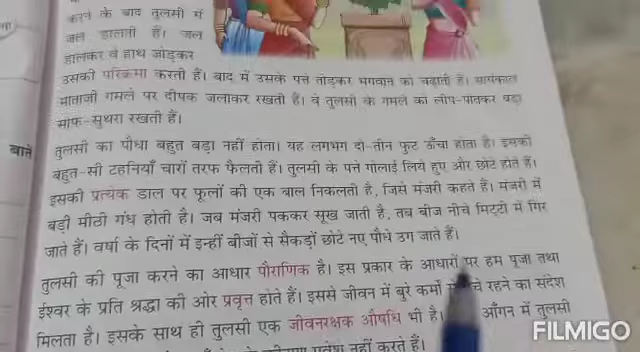 करने के बाद तुलसी में
जल डालती हैं। जल
डालकर वे हाथ जोड़कर
उसकी परिक्रमा करती हैं। बाद में उसके पत्ते तोड़कर भगवान को चढ़ाती हैं। सायंकाल
माताजी गमले पर दीपक जलाकर रखती हैं। वे तुलसी के गमले को लीप-पोतकर बड़ा
साफ-सुथरा रखती हैं।
बातें
तुलसी का पौधा बहुत बड़ा नहीं होता। यह लगभग दो-तीन फुट ऊँचा होता है। इसकी
बहुत-सी टहनियाँ चारों तरफ फैलती हैं। तुलसी के पत्ते गोलाई लिये हुए और छोटे होते हैं।
इसकी प्रत्येक डाल पर फूलों की एक बाल निकलती है, जिसे मंजरी कहते हैं। मंजरी में
बड़ी मीठी गंध होती है। जब मंजरी पककर सूख जाती है, तब बीज नीचे मिट्टी में गिर
जाते हैं। वर्षा के दिनों में इन्हीं बीजों से सैकड़ों छोटे नए पौधे उग जाते हैं।
तुलसी की पूजा करने का आधार पौराणिक है। इस प्रकार के आधारों पर हम पूजा तथा
ईश्वर के प्रति श्रद्धा की ओर प्रवृत्त होते हैं। इससे जीवन में बुरे कर्मों रहने का संदेश
मिलता है। इसके साथ ही तुलसी एक जीवनरक्षक औषधि भी है। आँगन में तुलसी
नहीं करते हैं।
FILMIGO